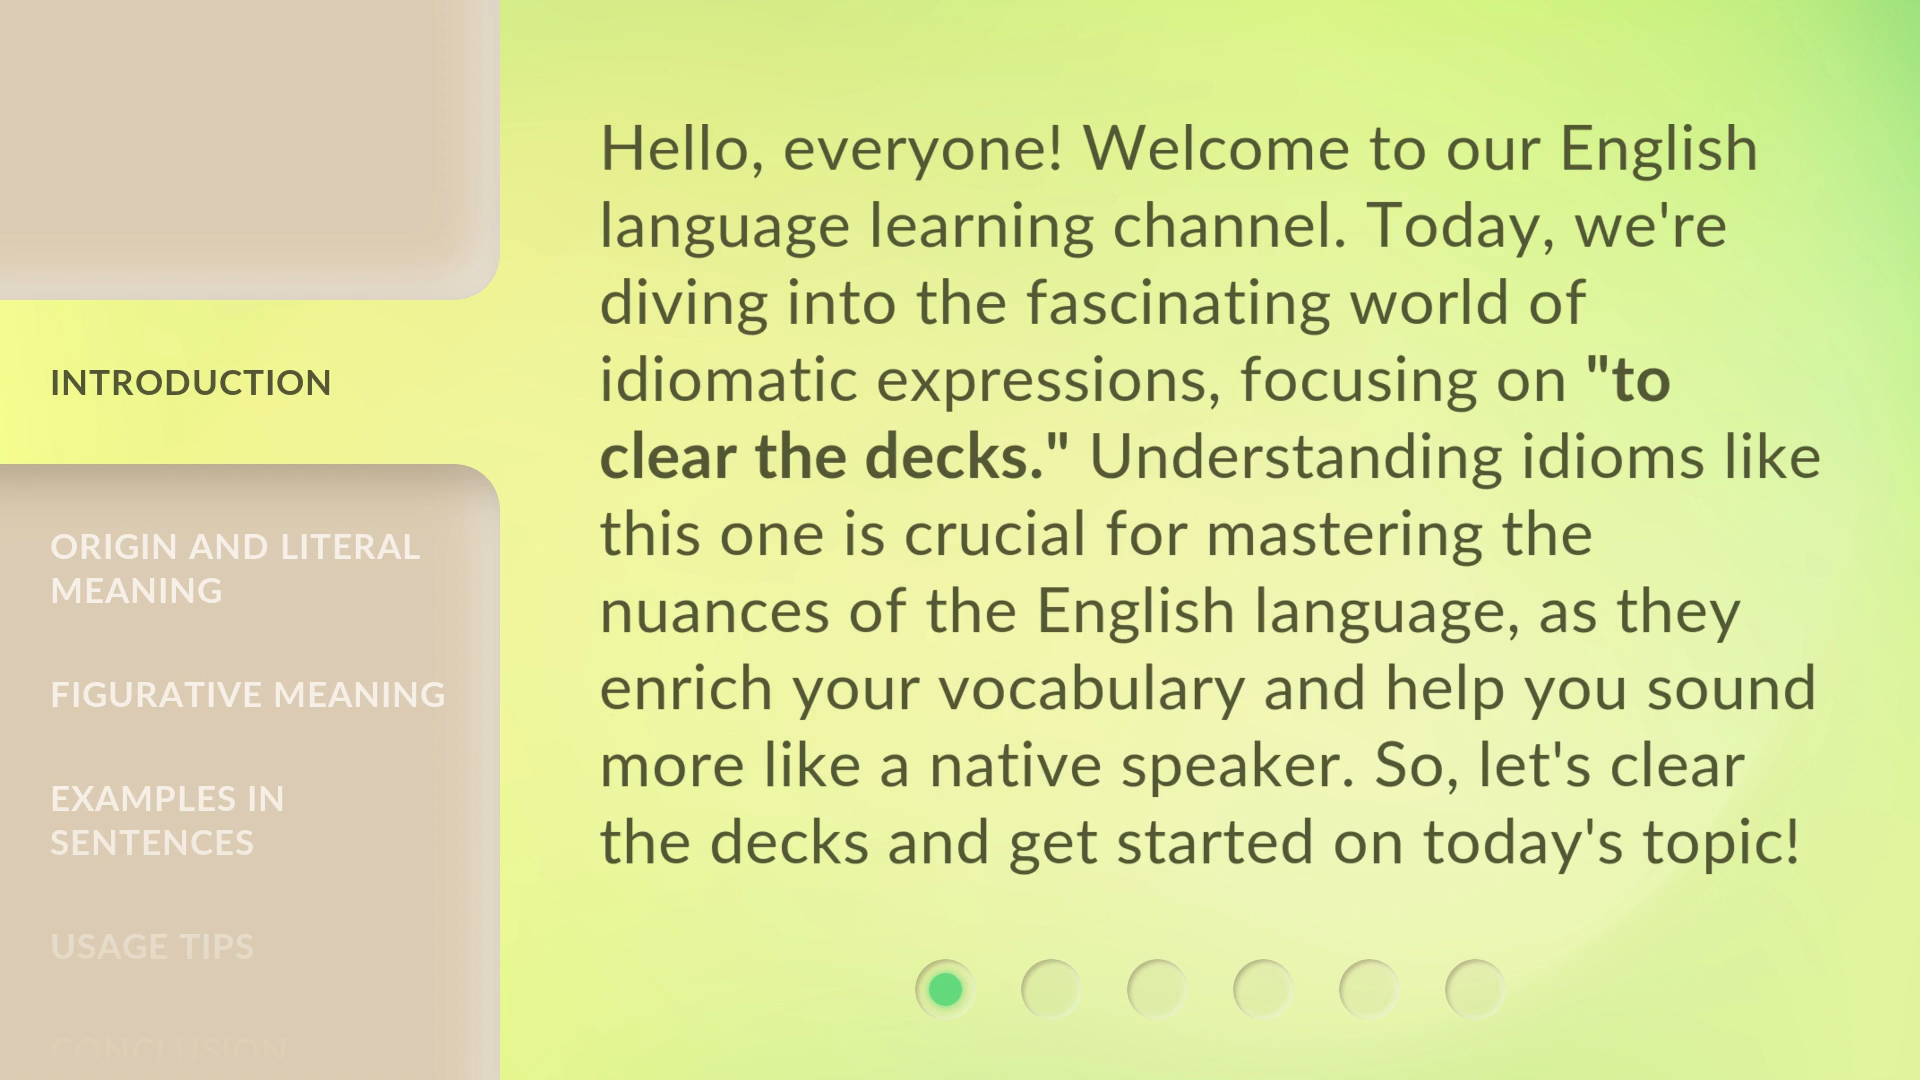 INTRODUCTION
ORIGIN AND LITERAL
MEANING
FIGURATIVE MEANING
EXAMPLES IN
SENTENCES
USAGE TIPS
CONCLUSION
Hello, everyone! Welcome to our English
language learning channel. Today, we're
diving into the fascinating world of
idiomatic expressions, focusing on "to
clear the decks." Understanding idioms like
this one is crucial for mastering the
nuances of the English language, as they
enrich your vocabulary and help you sound
more like a native speaker. So, let's clear
the decks and get started on today's topic!